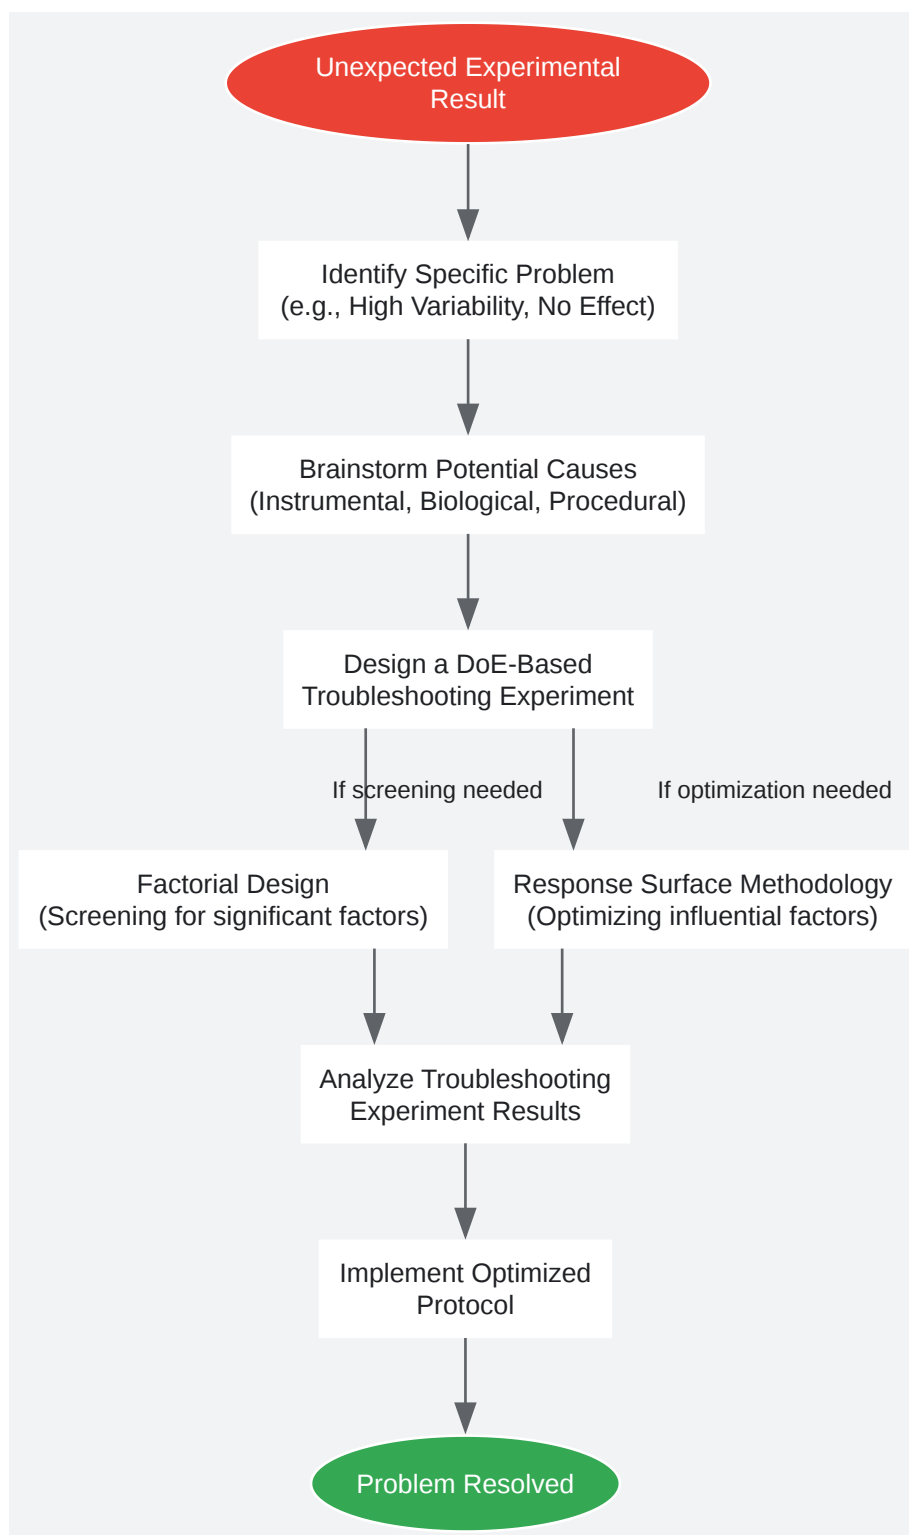 Unexpected Experimental
Result
Identify Specific Problem
(e.g., High Variability, No Effect)
Brainstorm Potential Causes
(Instrumental, Biological, Procedural)
Design a DoE-Based
Troubleshooting Experiment
If screening needed
If optimization needed
Factorial Design
(Screening for significant factors)
Response Surface Methodology
(Optimizing influential factors)
Analyze Troubleshooting
Experiment Results
Implement Optimized
Protocol
Problem Resolved